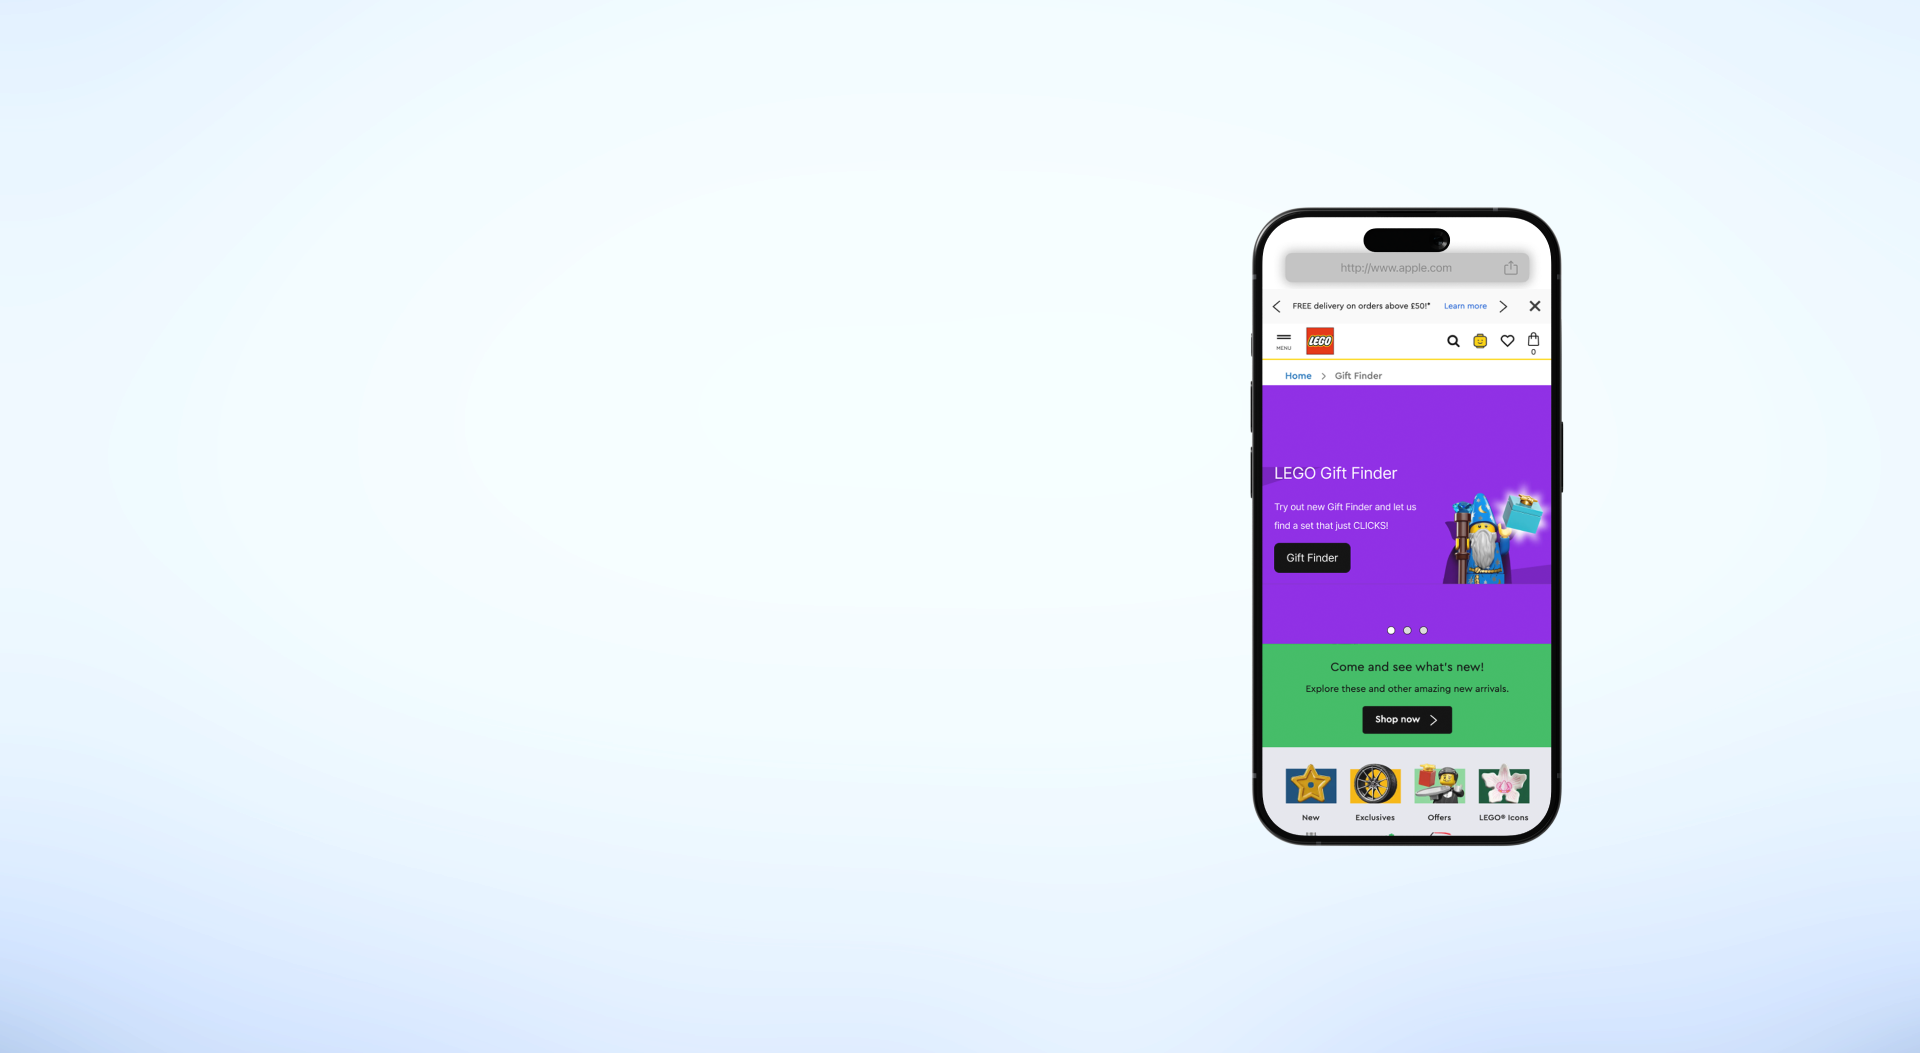 http://www.apple.com
FREE delivery on orders above £50!* Learn more
MENU
LEGO
0
Home > Gift Finder
LEGO Gift Finder
Try out new Gift Finder and let us
find a set that just CLICKS!
Gift Finder
Come and see what's new!
Explore these and other amazing new arrivals.
Shop now
New Exclusives Offers LEGO® Icons